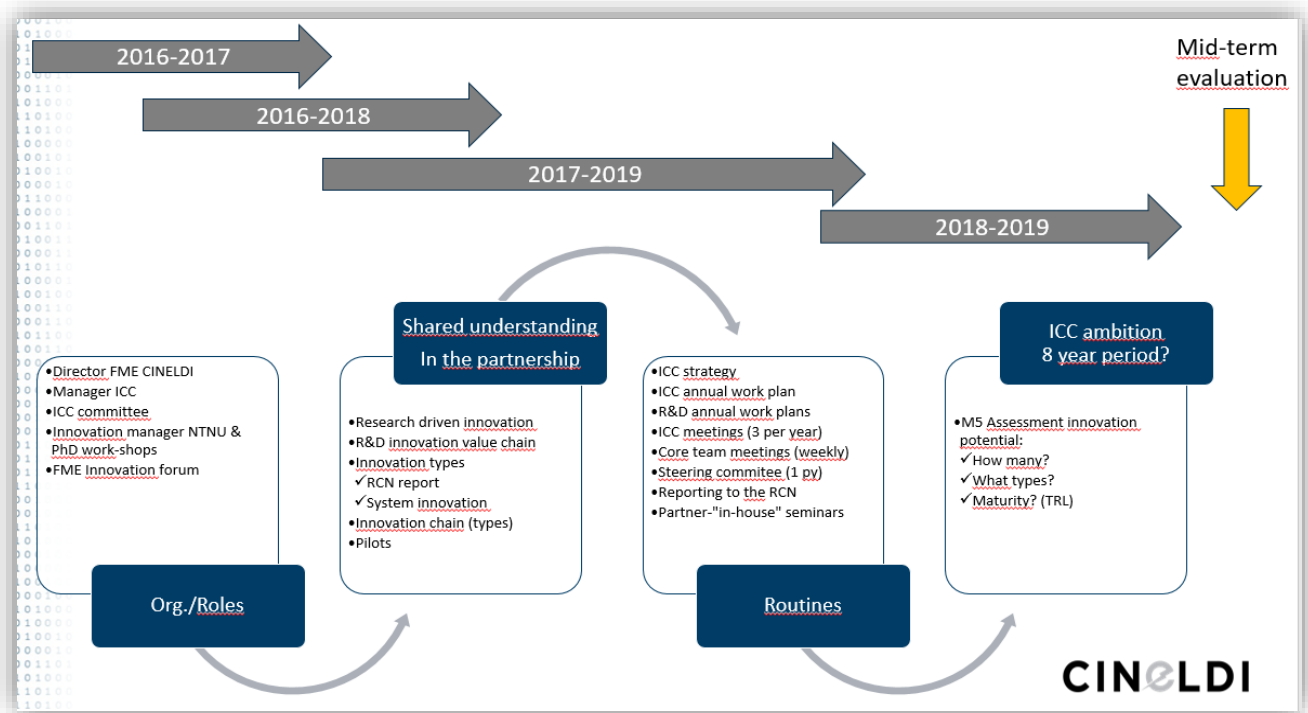 2016-2017
2016-2018
2017-2019
2018-2019
Mid-term
evaluation
•Director FME CINELDI
•Manager ICC
•ICC committee
•Innovation manager NTNU &
PhD work-shops
•FME Innovation forum
Org./Roles
Shared understanding
In the partnership
•Research driven innovation
•R&D innovation value chain
•Innovation types
✓RCN report
✓System innovation
•Innovation chain (types)
•Pilots
•ICC strategy
•ICC annual work plan
•R&D annual work plans
•ICC meetings (3 per year)
•Core team meetings (weekly)
•Steering commitee (1 py)
•Reporting to the RCN
•Partner-"in-house" seminars
Routines
ICC ambition
8 year period?
•M5 Assessment innovation
potential:
✓How many?
✓What types?
✓Maturity? (TRL)
CINELDI